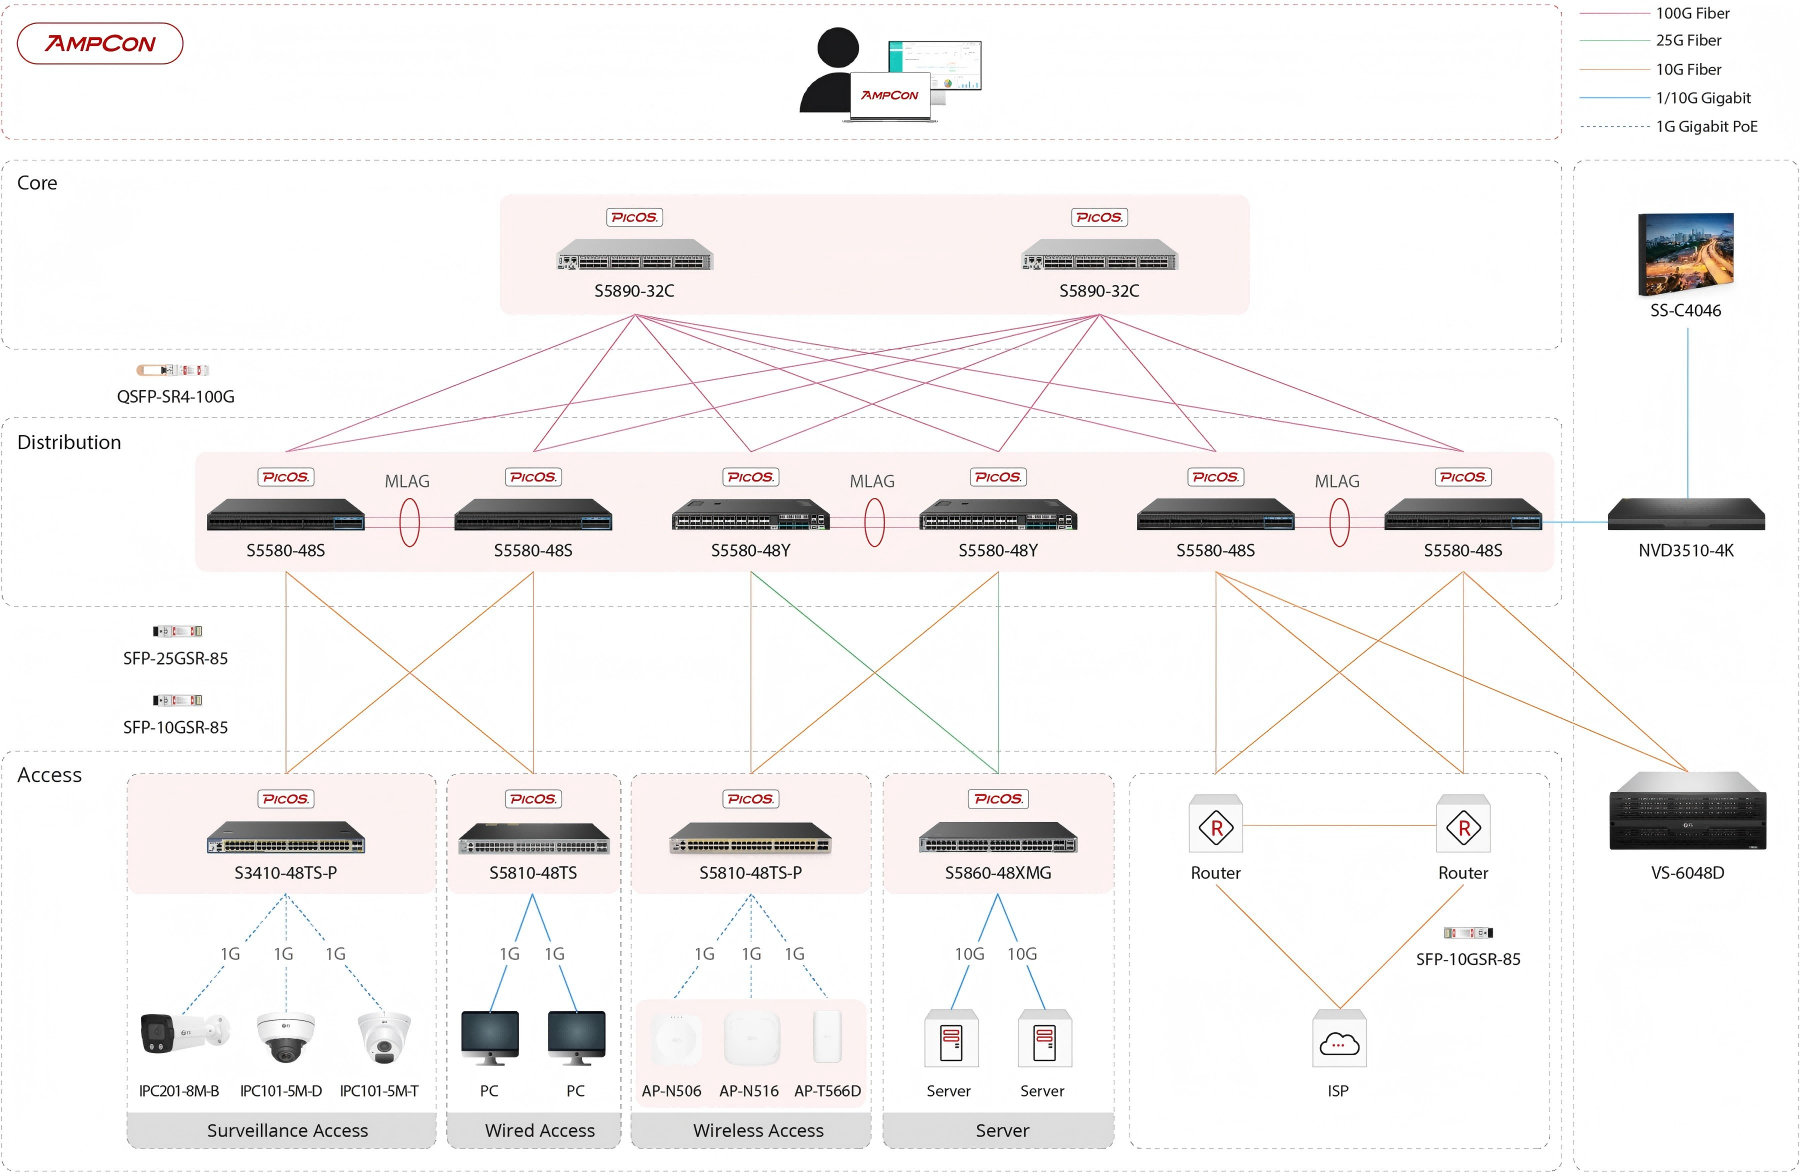 AMPCON
AMPCON
100G Fiber
25G Fiber
10G Fiber
1/10G Gigabit
1G Gigabit PoE
Core
PICOS.
PICOS.
S5890-32C
S5890-32C
SS-C4046
QSFP-SR4-100G
Distribution
PICOS.
PICOS.
PICOS.
PICOS.
PICOS.
PICOS.
MLAG
MLAG
MLAG
S5580-48S
S5580-48S
S5580-48Y
S5580-48Y
S5580-48S
S5580-48S
NVD3510-4K
SFP-25GSR-85
SFP-10GSR-85
Access
PICOS.
PICOS.
PICOS.
PICOS.
R
R
S3410-48TS-P
S5810-48TS
S5810-48TS-P
S5860-48XMG
Router
Router
VS-6048D
1G
1G
1G
1G
1G
1G
1G
1G
10G
10G
SFP-10GSR-85
IPC201-8M-B
IPC101-5M-D
IPC101-5M-T
PC
PC
AP-N506
AP-N516
AP-T566D
Server
Server
ISP
Surveillance Access
Wired Access
Wireless Access
Server